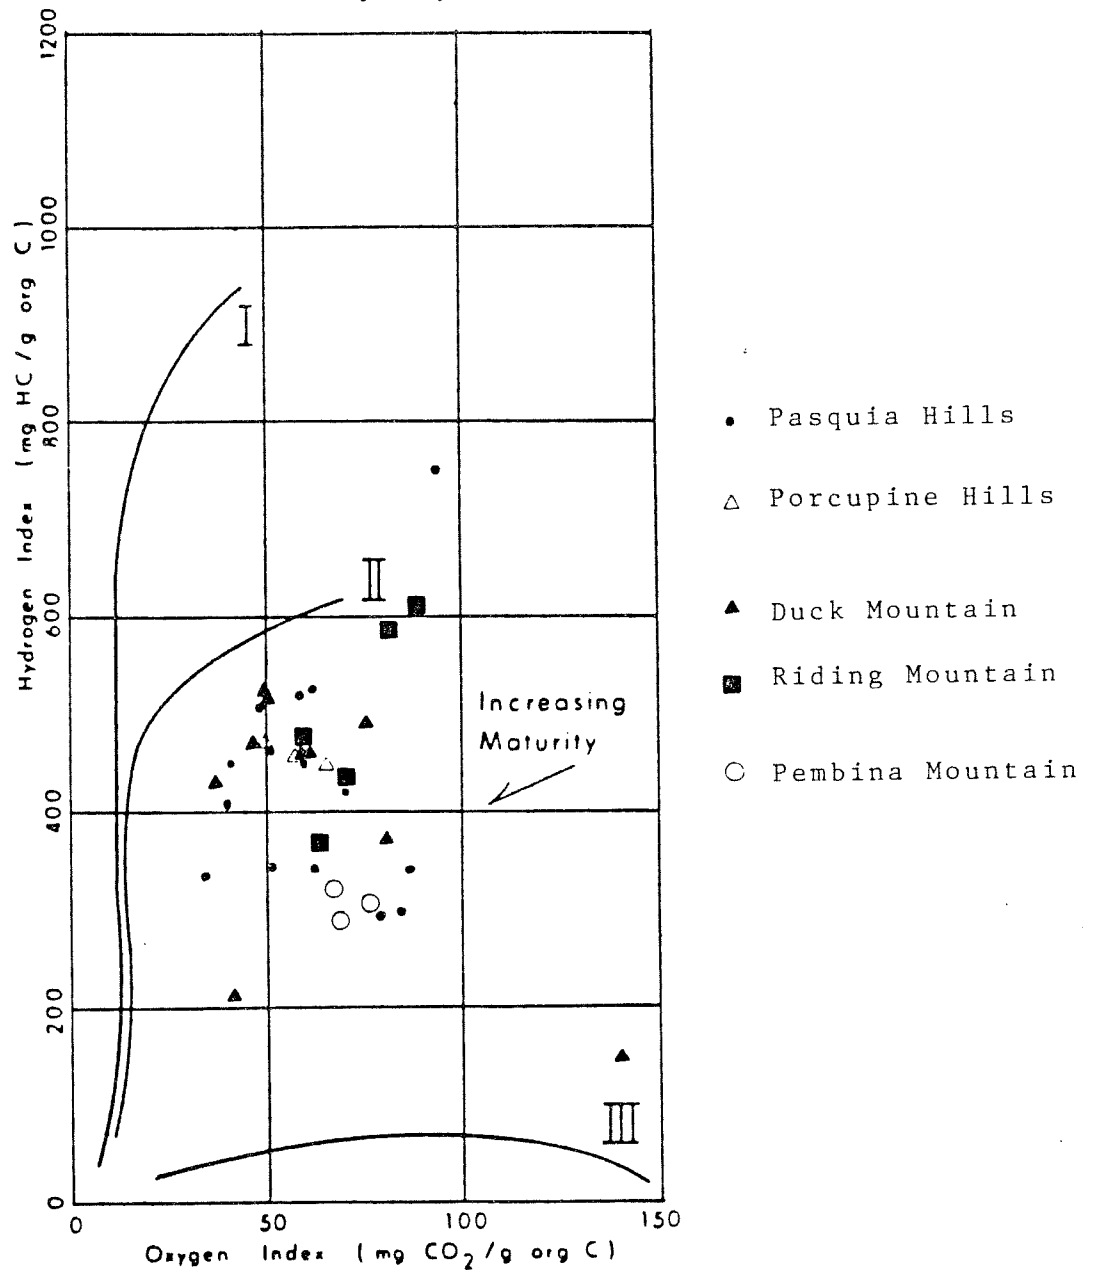 1200
1000
800
600
400
200
0
Hydrogen Index (mg HC/g org C)
I
II
III
Increasing
Maturity
0 50 100 150
Oxygen Index (mg CO2/g org C)
Pasquia Hills
Porcupine Hills
Duck Mountain
Riding Mountain
Pembina Mountain